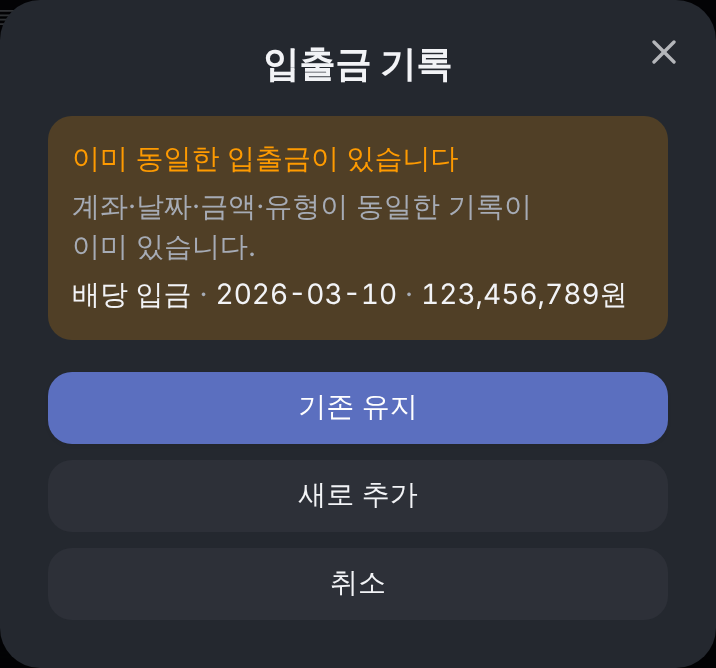 입출금 기록
이미 동일한 입출금이 있습니다
계좌·날짜·금액·유형이 동일한 기록이
이미 있습니다.
배당 입금 · 2026-03-10 · 123,456,789원
기존 유지
새로 추가
취소